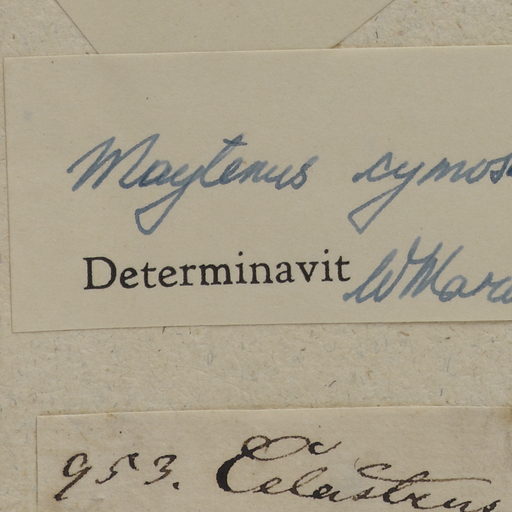 Maytenus cymos
Determinavit
953. Celastrus